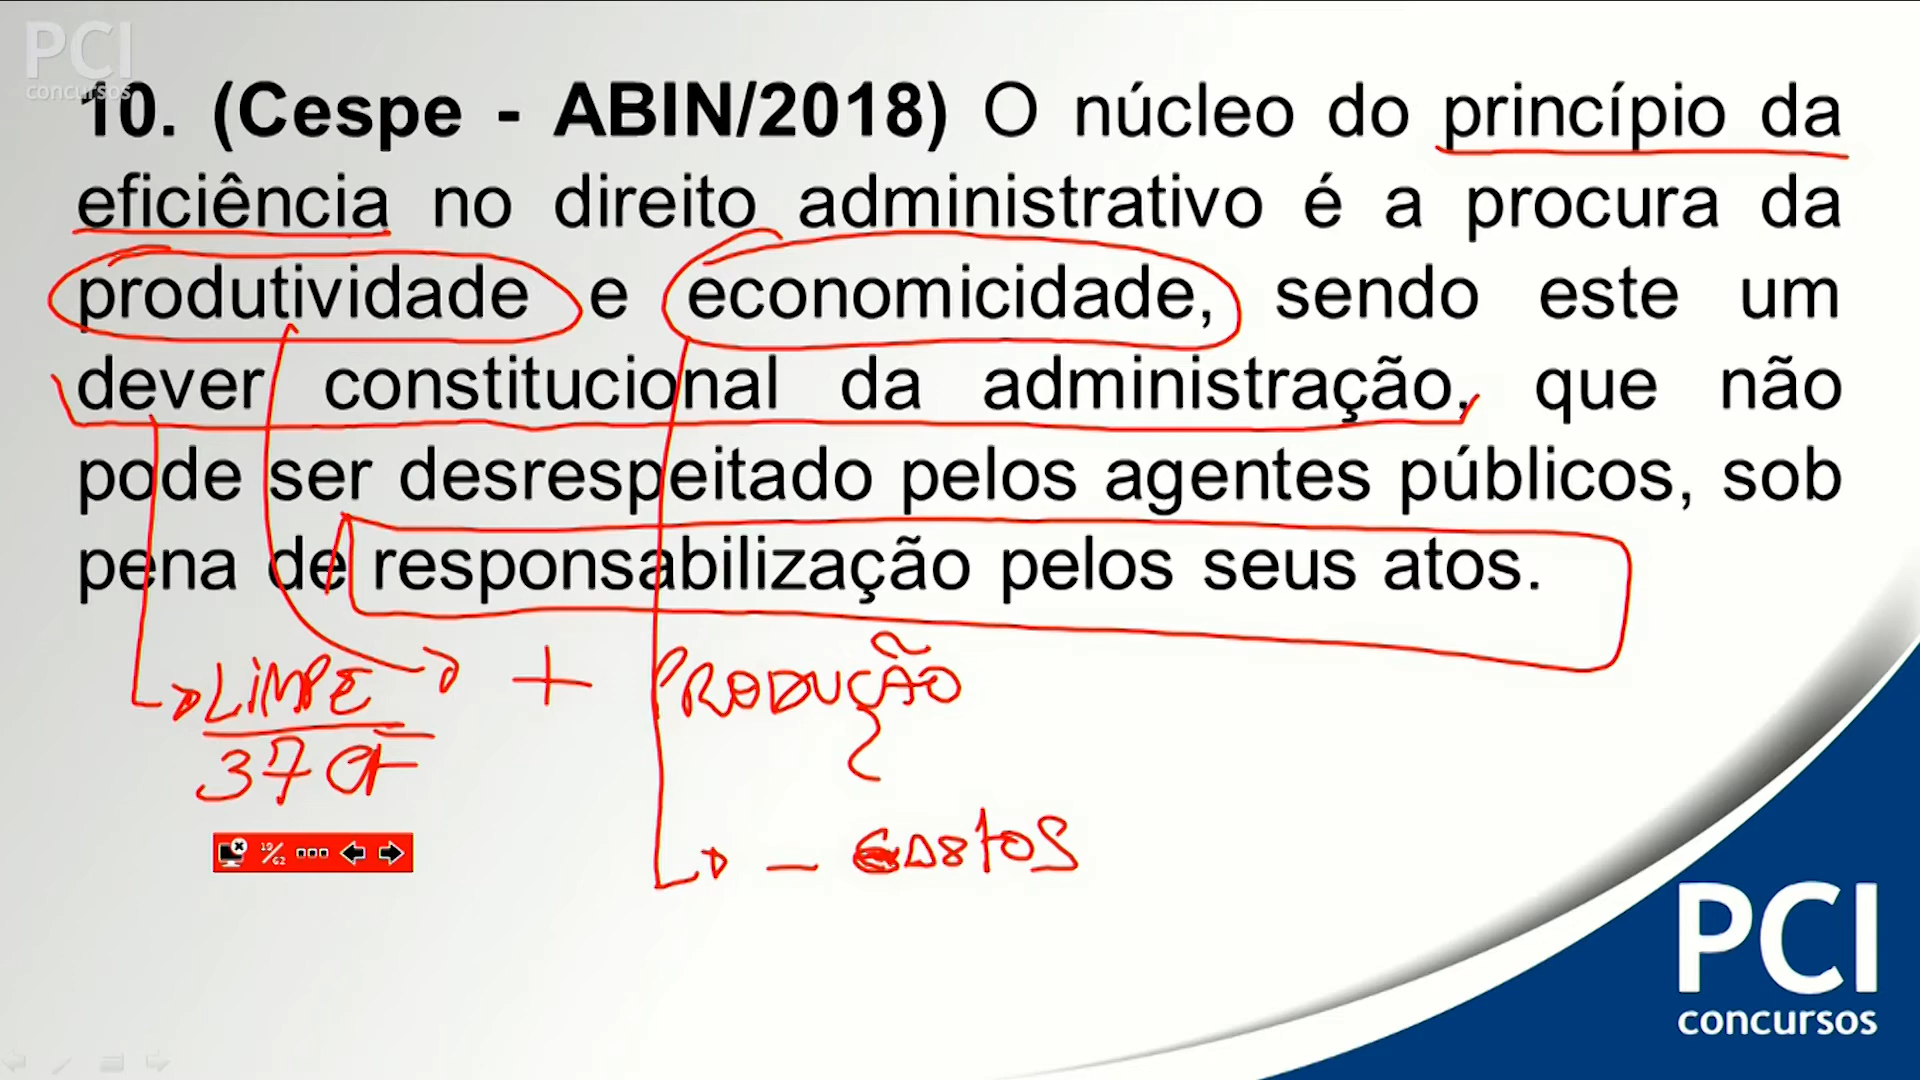 PCI
concursos
10. (Cespe - ABIN/2018) O núcleo do princípio da
eficiência no direito administrativo é a procura da
produtividade e economicidade, sendo este um
dever constitucional da administração, que não
pode ser desrespeitado pelos agentes públicos, sob
pena de responsabilização pelos seus atos.
LIMPE + PRODUÇÃO
37 CF
19/62
- GASTOS
PCI
concursos